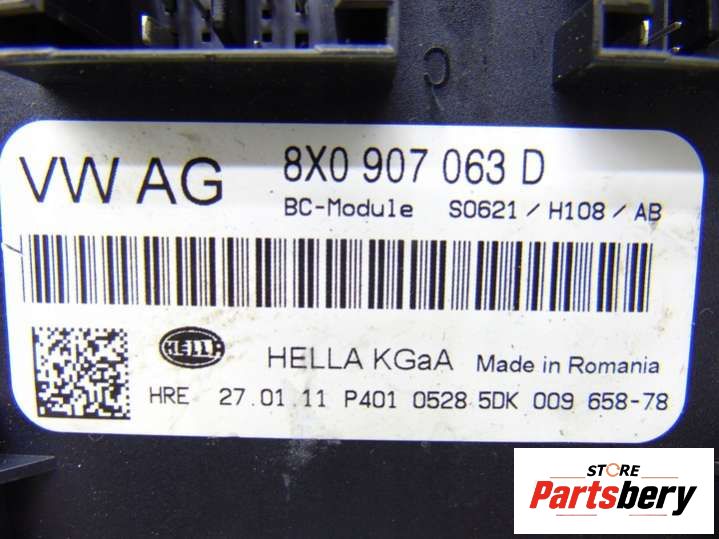 C
VW AG 8X0 907 063 D
BC-Module S0621 / H108 / AB
HELLA HELLA KGaA Made in Romania
HRE 27.01.11 P401 0528 5DK 009 658-78
STORE
Partsbery